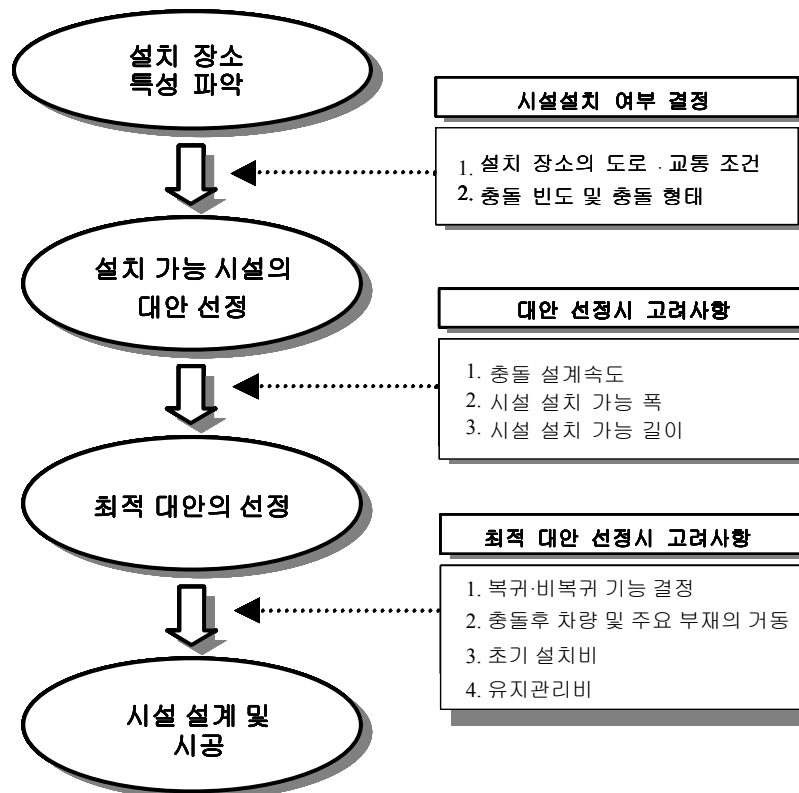 설치 장소
특성 파악
시설설치 여부 결정
1. 설치 장소의 도로 · 교통 조건
2. 충돌 빈도 및 충돌 형태
설치 가능 시설의
대안 선정
대안 선정시 고려사항
1. 충돌 설계속도
2. 시설 설치 가능 폭
3. 시설 설치 가능 길이
최적 대안의 선정
최적 대안 선정시 고려사항
1. 복귀·비복귀 기능 결정
2. 충돌후 차량 및 주요 부재의 거동
3. 초기 설치비
4. 유지관리비
시설 설계 및
시공